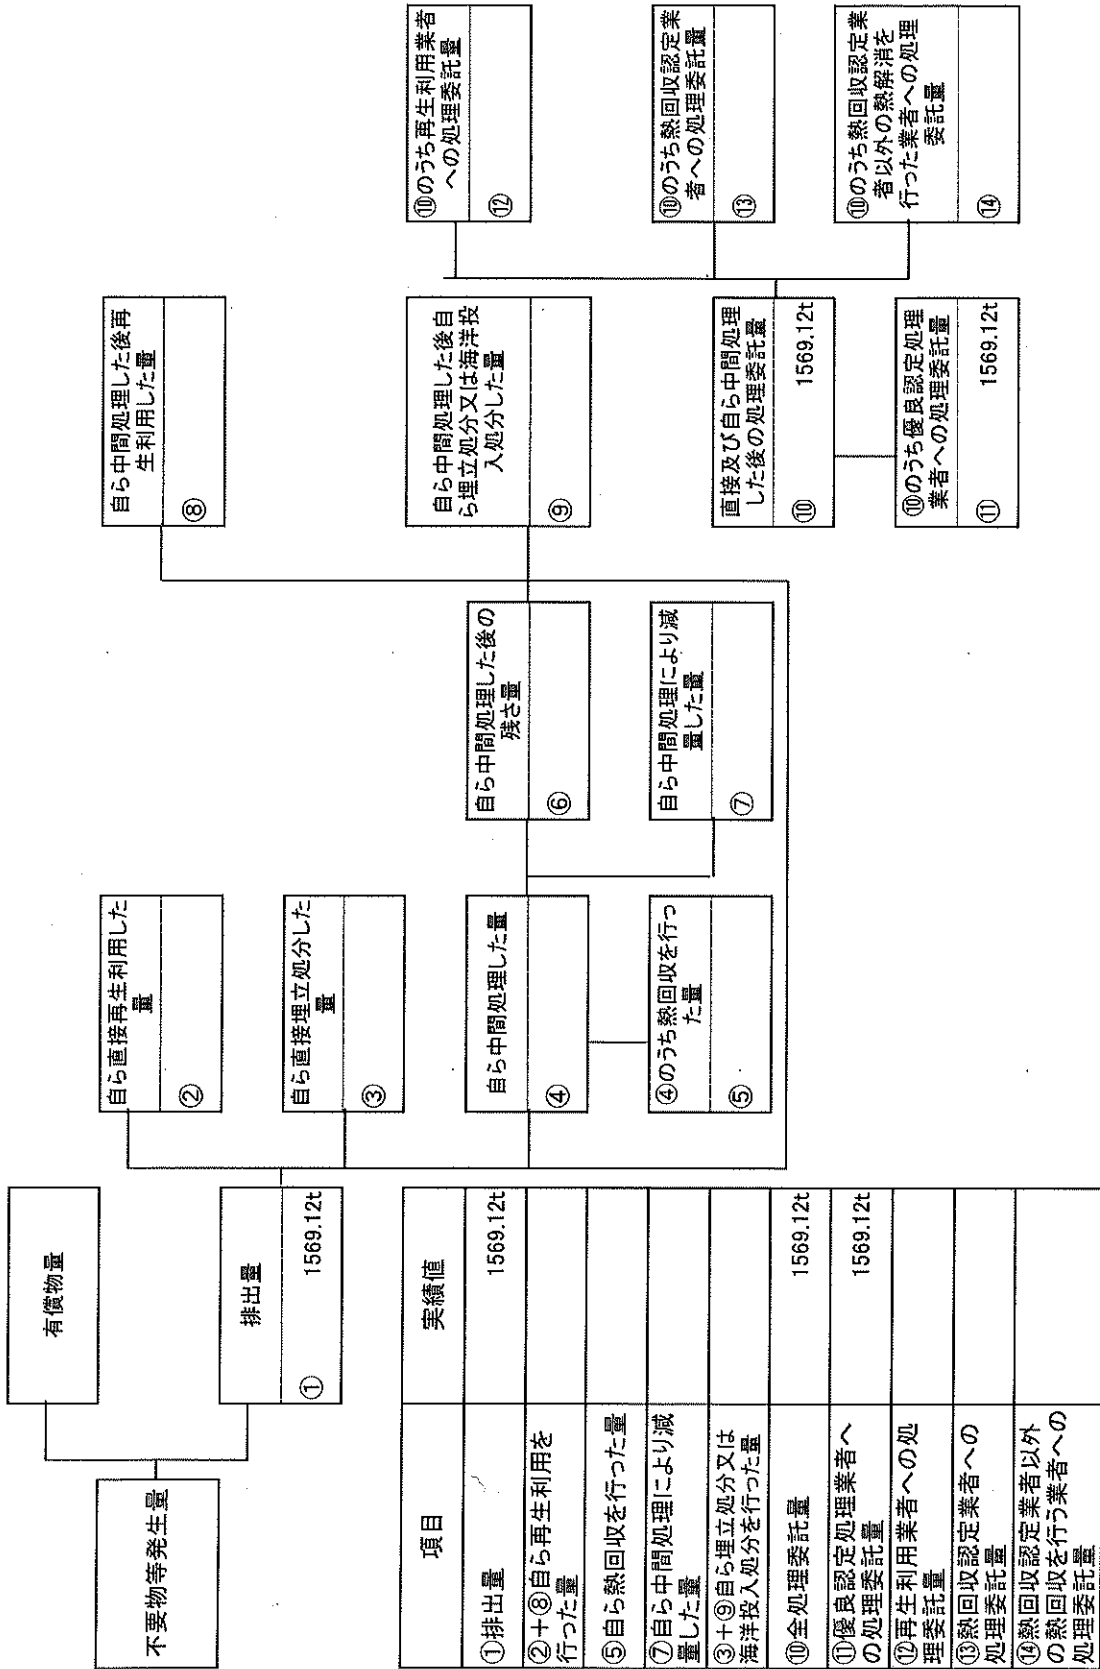 不要物等発生量
有償物量
排出量
① 1569.12t
自ら直接再生利用した
量
②
自ら直接埋立処分した
量
③
自ら中間処理した量
④
④のうち熱回収を行っ
た量
⑤
自ら中間処理した後の
残さ量
⑥
自ら中間処理により減
量した量
⑦
自ら中間処理した後再
生利用した量
⑧
自ら中間処理した後自
ら埋立処分又は海洋投
入処分した量
⑨
直接及び自ら中間処理
した後の処理委託量
⑩ 1569.12t
⑩のうち優良認定処理
業者への処理委託量
⑪ 1569.12t
⑩のうち再生利用業者
への処理委託量
⑫
⑩のうち熱回収認定業
者への処理委託量
⑬
⑩のうち熱回収認定業
者以外の熱解消を
行った業者への処理
委託量
⑭
項目 実績値
①排出量 1569.12t
②+⑧自ら再生利用を
行った量
⑤自ら熱回収を行った量
⑦自ら中間処理により減
量した量
③+⑨自ら埋立処分又は
海洋投入処分を行った量
⑩全処理委託量 1569.12t
⑪優良認定処理業者へ
の処理委託量 1569.12t
⑫再生利用業者への処
理委託量
⑬熱回収認定業者への
処理委託量
⑭熱回収認定業者以外
の熱回収を行う業者への
処理委託量